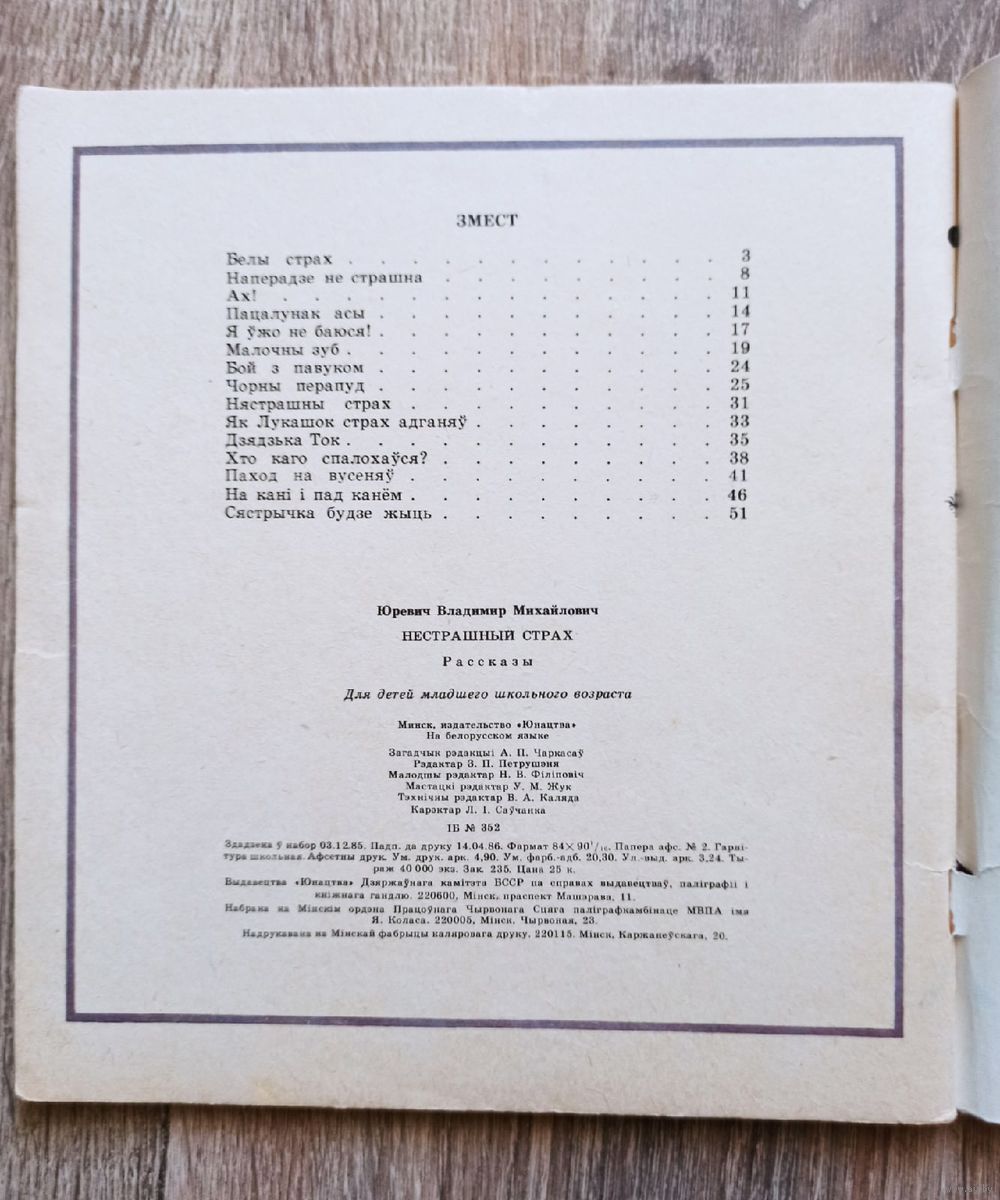 ЗМЕСТ
Белы страх . . . . . . . . . . . . 3
Наперадзе не страшна . . . . . . . . . 8
Ах! . . . . . . . . . . . . . . 11
Пацалунак асы . . . . . . . . . . . 14
Я ўжо не баюся! . . . . . . . . . . . 17
Малочны зуб . . . . . . . . . . . . 19
Бой з павуком . . . . . . . . . . . 24
Чорны перапуд . . . . . . . . . . . 25
Нястрашны страх . . . . . . . . . . 31
Як Лукашок страх адганяў . . . . . . . . 33
Дзядзька Ток . . . . . . . . . . . . 35
Хто каго спалохаўся? . . . . . . . . . 38
Паход на вусеняў . . . . . . . . . . 41
На кані і пад канём . . . . . . . . . . 46
Сястрычка будзе жыць . . . . . . . . . 51
Юревич Владимир Михайлович
НЕСТРАШНЫЙ СТРАХ
Рассказы
Для детей младшего школьного возраста
Минск, издательство «Юнацтва»
На белорусском языке
Загадчык рэдакцыі А. П. Чаркасаў
Рэдактар З. П. Петрушэня
Малодшы рэдактар Н. В. Філіповіч
Мастацкі рэдактар У. М. Жук
Тэхнічны рэдактар В. А. Каляда
Карэктар Л. І. Саўчанка
ІБ № 352
Здадзена ў набор 03.12.85. Падп. да друку 14.04.86. Фармат 84×90¹/₁₆. Папера афс. № 2. Гарні-
тура школьная. Афсетны друк. Ум. друк. арк. 4,90. Ум. фарб.-адб. 20,30. Ул.-выд. арк. 3,24. Ты-
раж 40 000 экз. Зак. 235. Цана 25 к.
Выдавецтва «Юнацтва» Дзяржаўнага камітэта БССР па справах выдавецтваў, паліграфіі і
кніжнага гандлю. 220600, Мінск, праспект Машэрава, 11.
Набрана на Мінскім ордэна Працоўнага Чырвонага Сцяга паліграфкамбінаце МВПА імя
Я. Коласа. 220005, Мінск, Чырвоная, 23.
Надрукавана на Мінскай фабрыцы каляровага друку. 220115. Мінск, Каржанеўскага, 20.